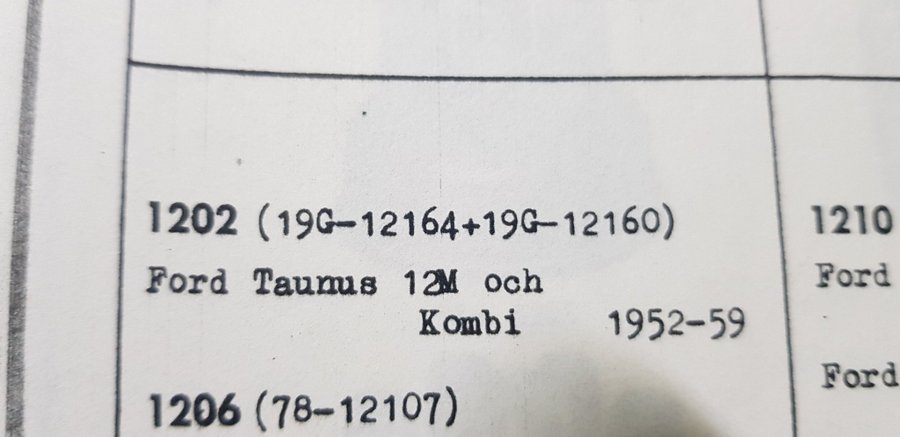 1202 (19G-12164+19G-12160)
Ford Taunus 12M och
Kombi 1952-59
1206 (78-12107)
1210
Ford
Ford